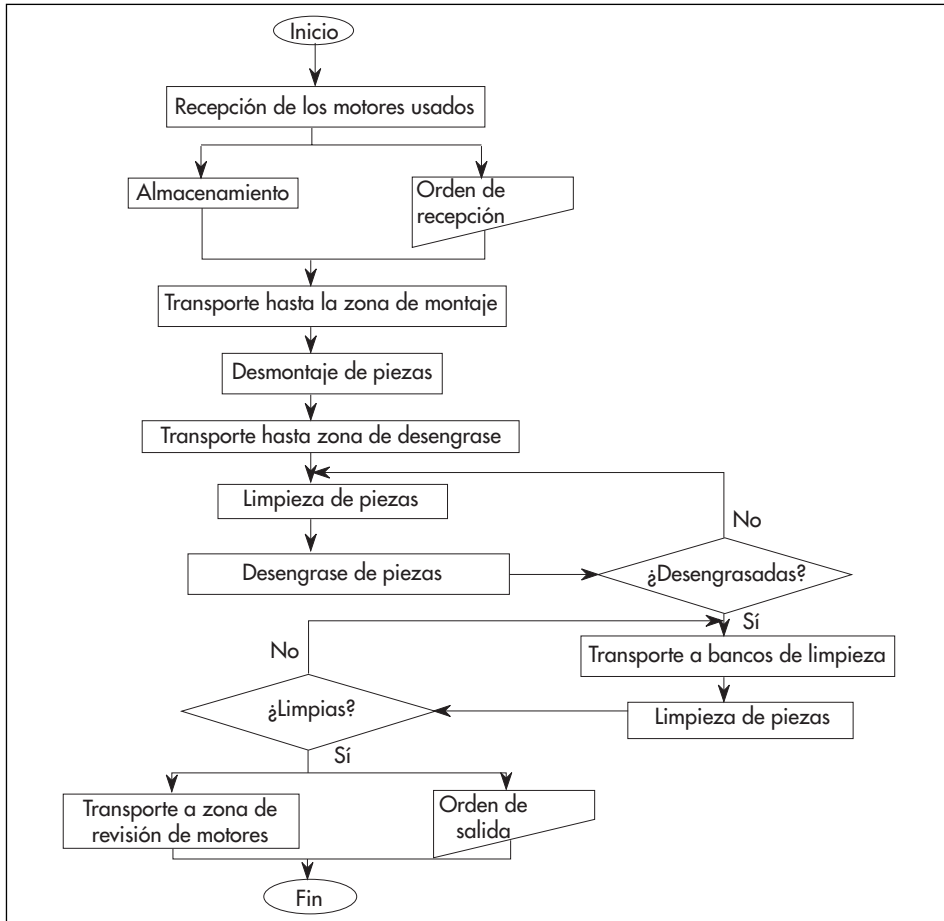 Inicio
Recepción de los motores usados
Almacenamiento
Orden de
recepción
Transporte hasta la zona de montaje
Desmontaje de piezas
Transporte hasta zona de desengrase
Limpieza de piezas
No
Desengrase de piezas
¿Desengrasadas?
Sí
No
Transporte a bancos de limpieza
¿Limpias?
Limpieza de piezas
Sí
Transporte a zona de
revisión de motores
Orden de
salida
Fin